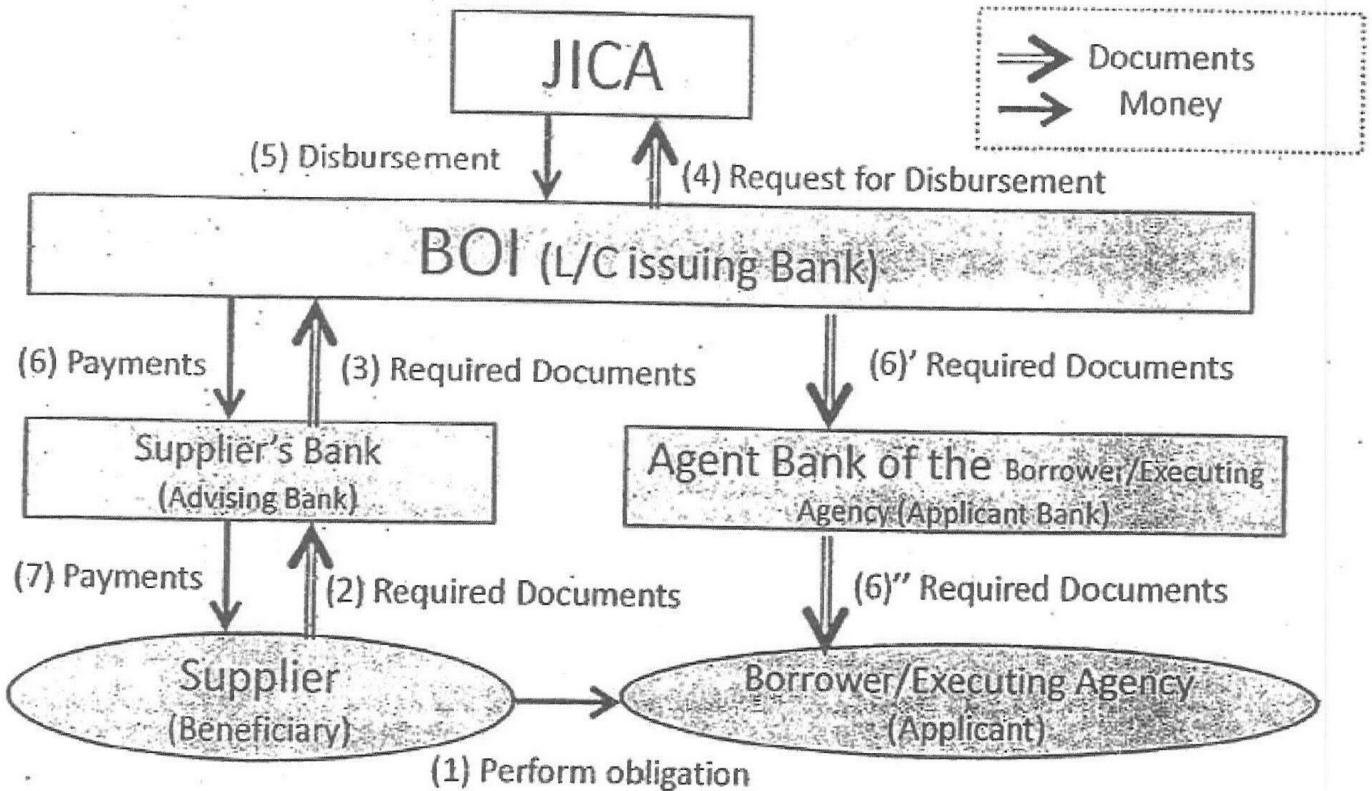 JICA
Documents
Money
(5) Disbursement
(4) Request for Disbursement
BOI (L/C issuing Bank)
(6) Payments
(3) Required Documents
(6)' Required Documents
Supplier's Bank
(Advising Bank)
Agent Bank of the Borrower/Executing
Agency (Applicant Bank)
(7) Payments
(2) Required Documents
(6)'' Required Documents
Supplier
(Beneficiary)
Borrower/Executing Agency
(Applicant)
(1) Perform obligation